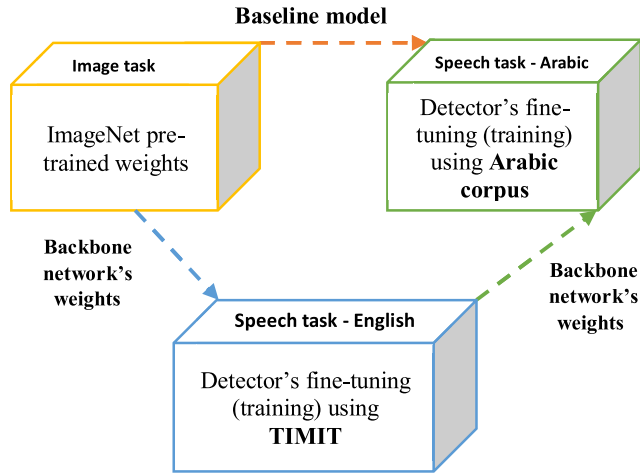 Baseline model
Image task
ImageNet pre-
trained weights
Speech task - Arabic
Detector's fine-
tuning (training)
using Arabic
corpus
Backbone
network's
weights
Backbone
network's
weights
Speech task - English
Detector's fine-tuning
(training) using
TIMIT